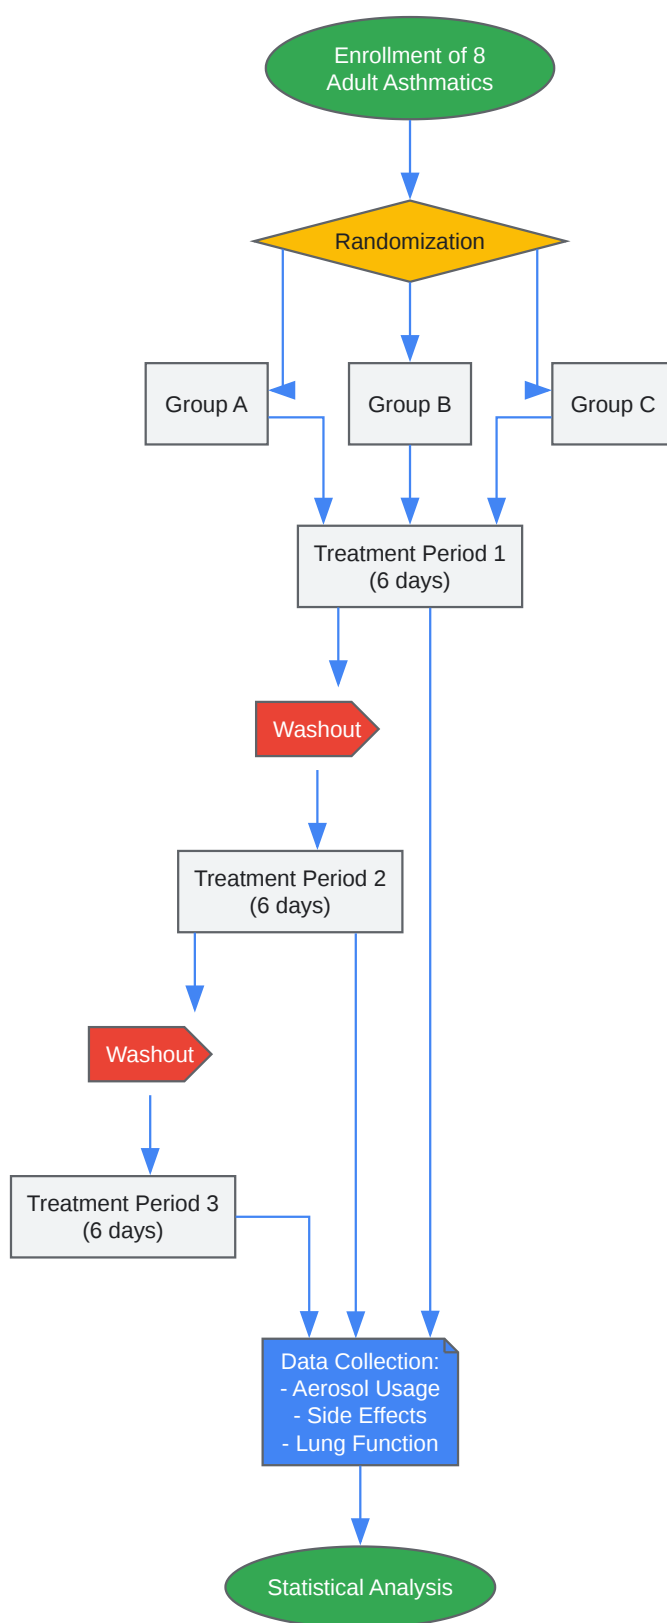 Enrollment of 8
Adult Asthmatics
Randomization
Group A
Group B
Group C
Treatment Period 1
(6 days)
Washout
Treatment Period 2
(6 days)
Washout
Treatment Period 3
(6 days)
Data Collection:
- Aerosol Usage
- Side Effects
- Lung Function
Statistical Analysis